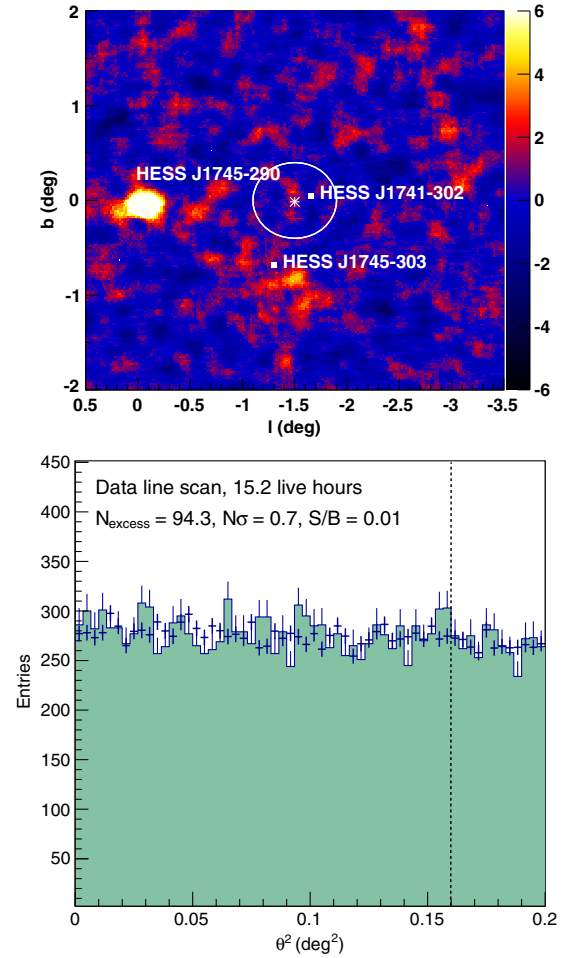 2
1
0
-1
-2
b (deg)
HESS J1745-290
HESS J1741-302
HESS J1745-303
6
4
2
0
-2
-4
-6
0.5 0 -0.5 -1 -1.5 -2 -2.5 -3 -3.5
l (deg)
450
400
350
300
250
200
150
100
50
Entries
Data line scan, 15.2 live hours
N_excess = 94.3, Nσ = 0.7, S/B = 0.01
0 0.05 0.1 0.15 0.2
θ² (deg²)